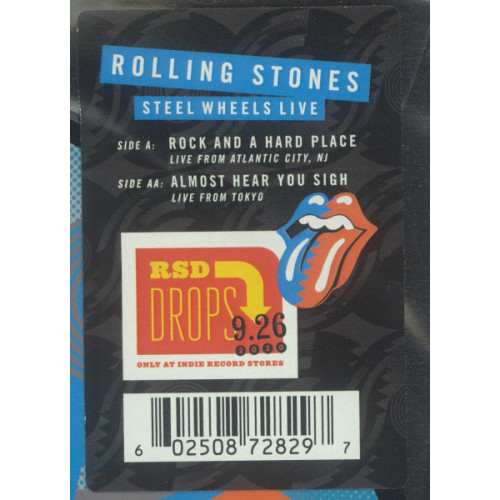 ROLLING STONES
STEEL WHEELS LIVE
SIDE A: ROCK AND A HARD PLACE
LIVE FROM ATLANTIC CITY, NJ
SIDE AA: ALMOST HEAR YOU SIGH
LIVE FROM TOKYO
RSD
DROPS
9.26
2020
ONLY AT INDIE RECORD STORES
6 02508 72829 7